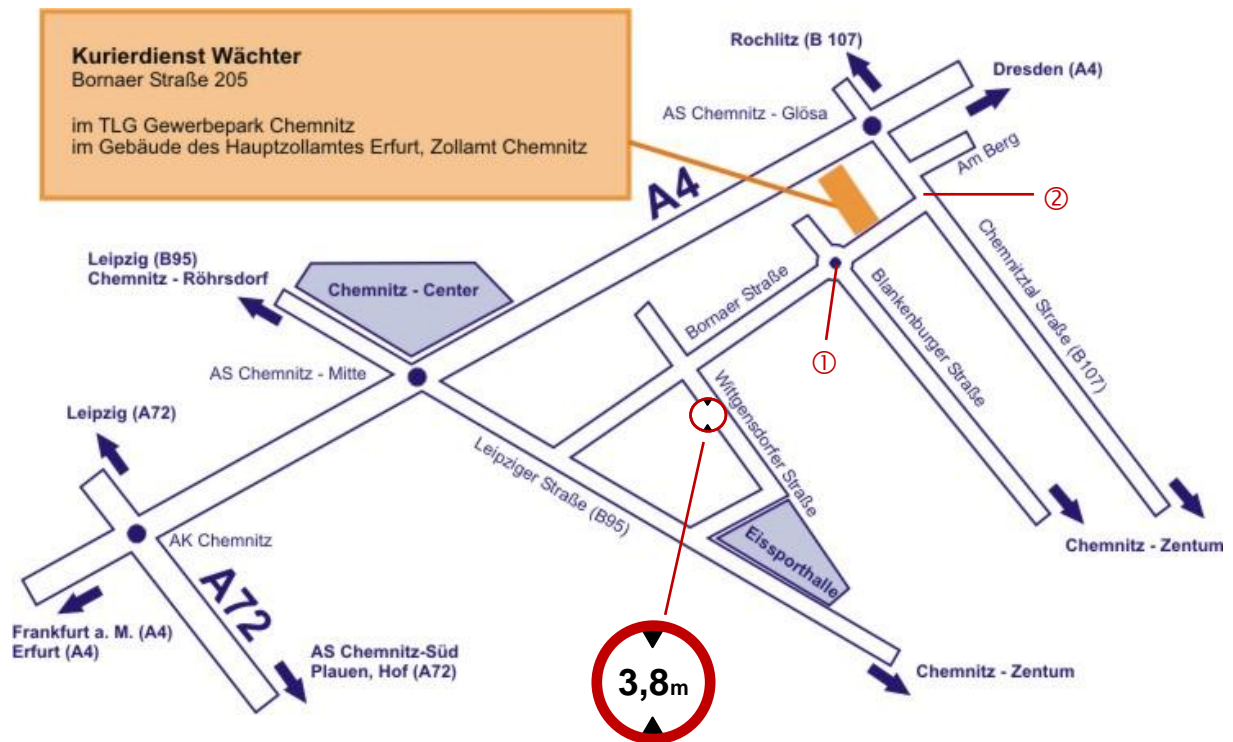 Kurierdienst Wächter
Bornaer Straße 205
im TLG Gewerbepark Chemnitz
im Gebäude des Hauptzollamtes Erfurt, Zollamt Chemnitz
Rochlitz (B 107)
Dresden (A4)
AS Chemnitz - Glösa
Am Berg
A4
②
Leipzig (B95)
Chemnitz - Röhrsdorf
Chemnitz - Center
Chemnitztal Straße (B107)
Bornaer Straße
Blankenburger Straße
①
AS Chemnitz - Mitte
Wittgensdorfer Straße
Leipzig (A72)
Leipziger Straße (B95)
AK Chemnitz
Eissporthalle
Chemnitz - Zentum
A72
Frankfurt a. M. (A4)
Erfurt (A4)
AS Chemnitz-Süd
Plauen, Hof (A72)
3,8m
Chemnitz - Zentum